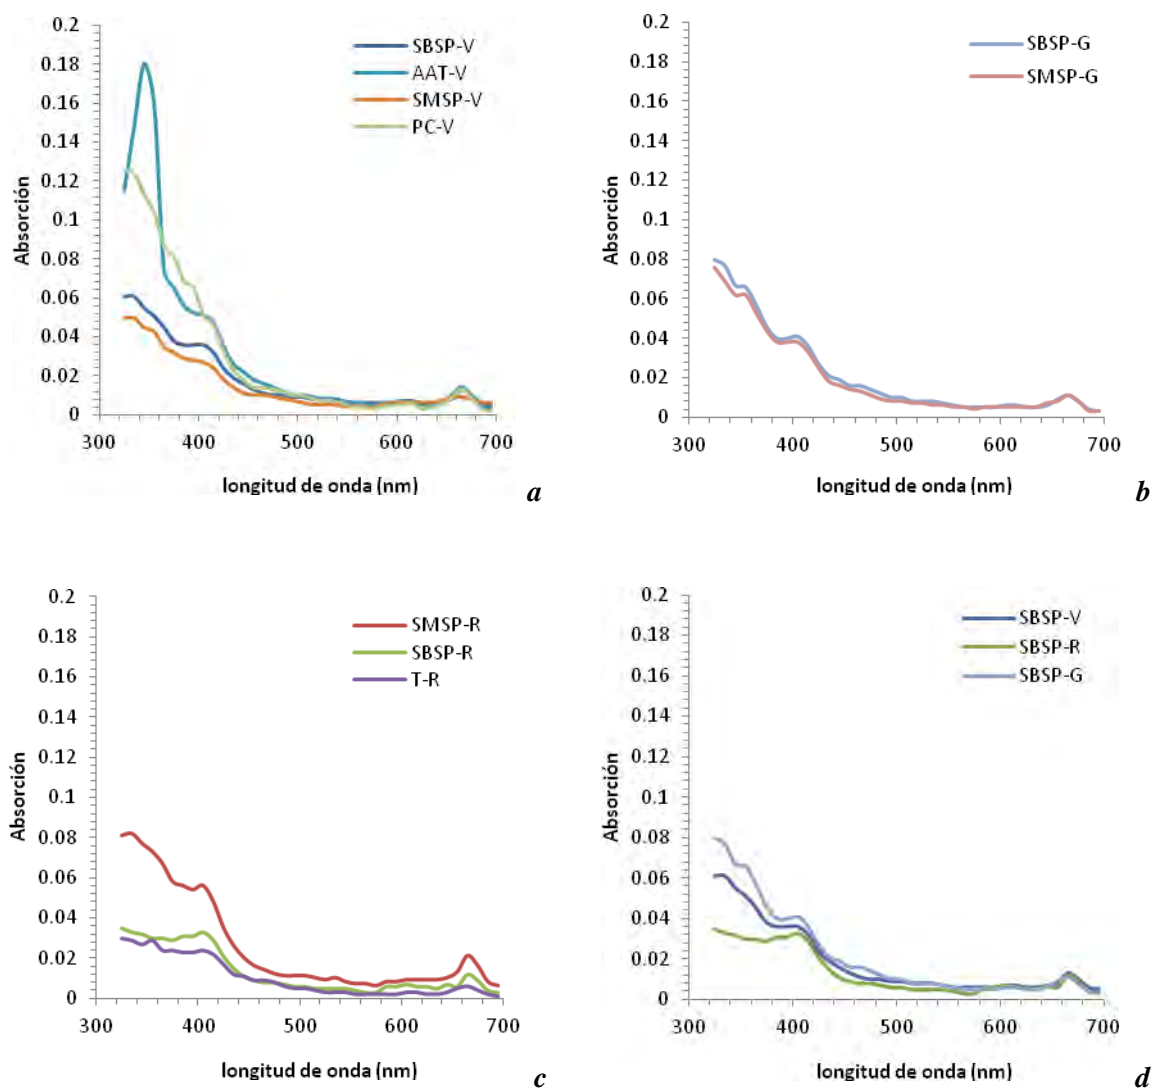 0.2
0.18
0.16
0.14
0.12
0.1
0.08
0.06
0.04
0.02
0
Absorción
300 400 500 600 700
longitud de onda (nm)
SBSP-V
AAT-V
SMSP-V
PC-V
a
0.2
0.18
0.16
0.14
0.12
0.1
0.08
0.06
0.04
0.02
0
Absorción
300 400 500 600 700
longitud de onda (nm)
SBSP-G
SMSP-G
b
0.2
0.18
0.16
0.14
0.12
0.1
0.08
0.06
0.04
0.02
0
Absorción
300 400 500 600 700
longitud de onda (nm)
SMSP-R
SBSP-R
T-R
c
0.2
0.18
0.16
0.14
0.12
0.1
0.08
0.06
0.04
0.02
0
Absorción
300 400 500 600 700
longitud de onda (nm)
SBSP-V
SBSP-R
SBSP-G
d